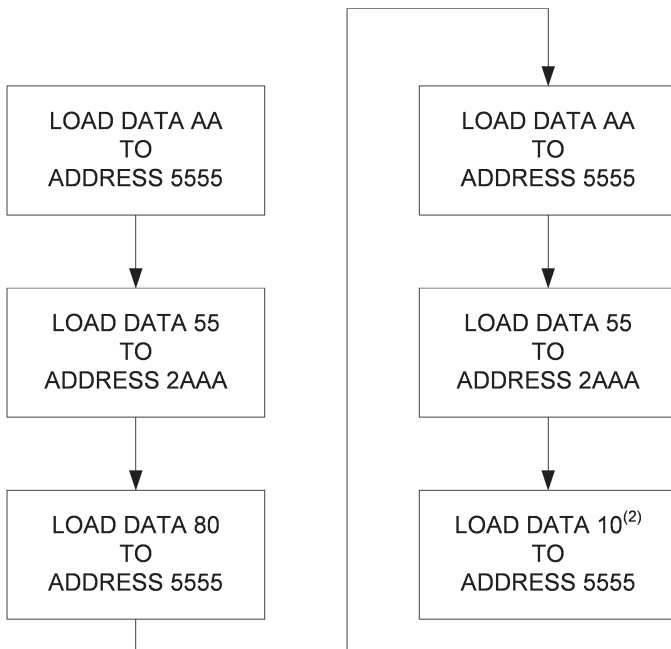 LOAD DATA AA
TO
ADDRESS 5555
LOAD DATA 55
TO
ADDRESS 2AAA
LOAD DATA 80
TO
ADDRESS 5555
LOAD DATA AA
TO
ADDRESS 5555
LOAD DATA 55
TO
ADDRESS 2AAA
LOAD DATA 10(2)
TO
ADDRESS 5555